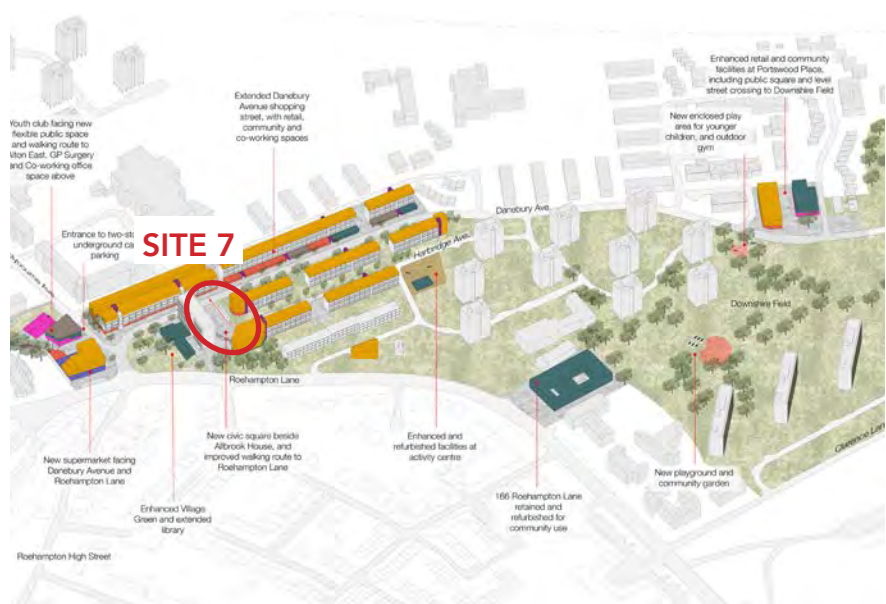 Enhanced retail and community
facilities at Portswood Place,
including public square and level
street crossing to Downshire Field
Extended Danebury
Avenue shopping
street, with retail,
community and
co-working spaces
New enclosed play
area for younger
children, and outdoor
gym
Youth club facing new
flexible public space
and walking route to
Alton East, GP Surgery
and Co-working office
space above
Danebury Ave.
Entrance to
underground
parking
SITE 7
Harbridge Ave.
Downshire Field
Roehampton Lane
Clarence Lane
New supermarket facing
Danebury Avenue and
Roehampton Lane
New civic square beside
Allbrook House, and
improved walking route to
Roehampton Lane
Enhanced and
refurbished facilities at
activity centre
New playground and
community garden
Enhanced Village
Green and extended
library
166 Roehampton Lane
retained and
refurbished for
community use
Roehampton High Street